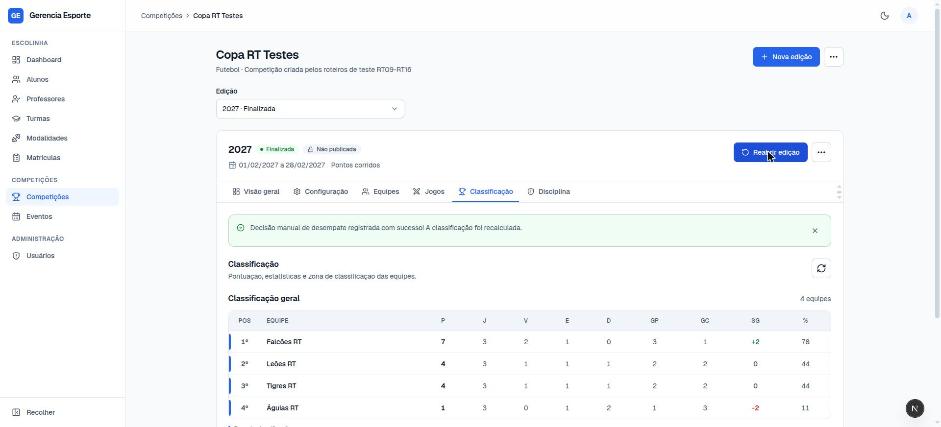 GE Gerencia Esporte
Competições > Copa RT Testes
A
ESCOLINHA
Dashboard
Alunos
Professores
Turmas
Modalidades
Matrículas
COMPETIÇÕES
Competições
Eventos
ADMINISTRAÇÃO
Usuários
Recolher
Copa RT Testes
Futebol · Competição criada pelos roteiros de teste RT09-RT16
+ Nova edição
Edição
2027 · Finalizada
2027 Finalizada Não publicada
01/02/2027 a 28/02/2027 · Pontos corridos
Reabrir edição
Visão geral Configuração Equipes Jogos Classificação Disciplina
Decisão manual de desempate registrada com sucesso! A classificação foi recalculada.
Classificação
Pontuação, estatísticas e zona de classificação das equipes.
Classificação geral 4 equipes
POS EQUIPE P J V E D GP GC SG %
1º Falcões RT 7 3 2 1 0 3 1 +2 78
2º Leões RT 4 3 1 1 1 2 2 0 44
3º Tigres RT 4 3 1 1 1 2 2 0 44
4º Águias RT 1 3 0 1 2 1 3 -2 11
N